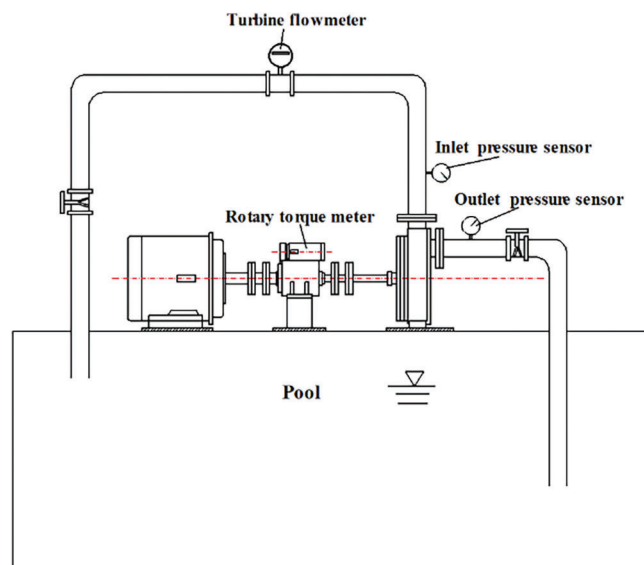 Turbine flowmeter
Inlet pressure sensor
Outlet pressure sensor
Rotary torque meter
Pool